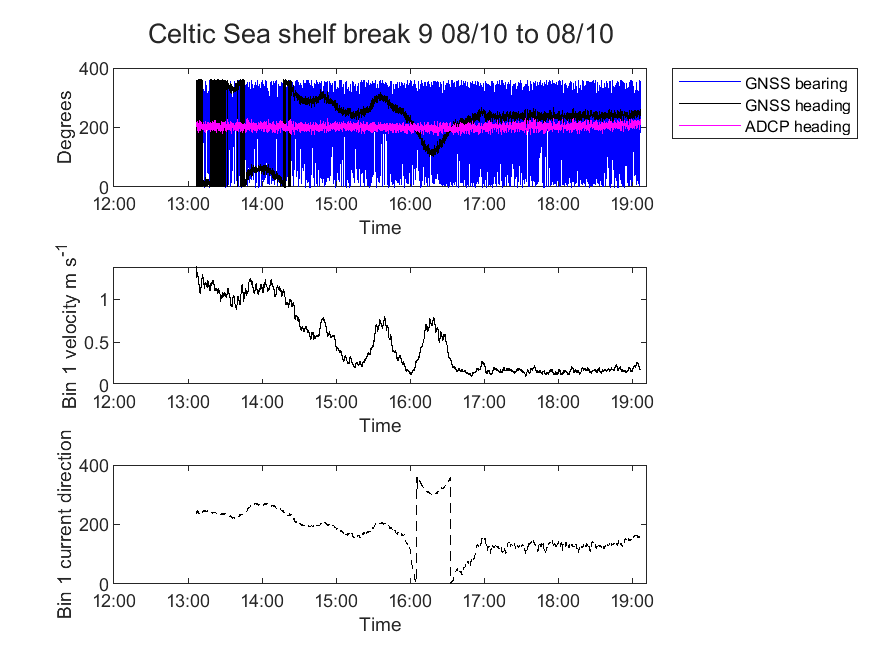 Celtic Sea shelf break 9 08/10 to 08/10
400
200
0
Degrees
12:00 13:00 14:00 15:00 16:00 17:00 18:00 19:00
Time
GNSS bearing
GNSS heading
ADCP heading
1
0.5
0
Bin 1 velocity m s-1
12:00 13:00 14:00 15:00 16:00 17:00 18:00 19:00
Time
400
200
0
Bin 1 current direction
12:00 13:00 14:00 15:00 16:00 17:00 18:00 19:00
Time